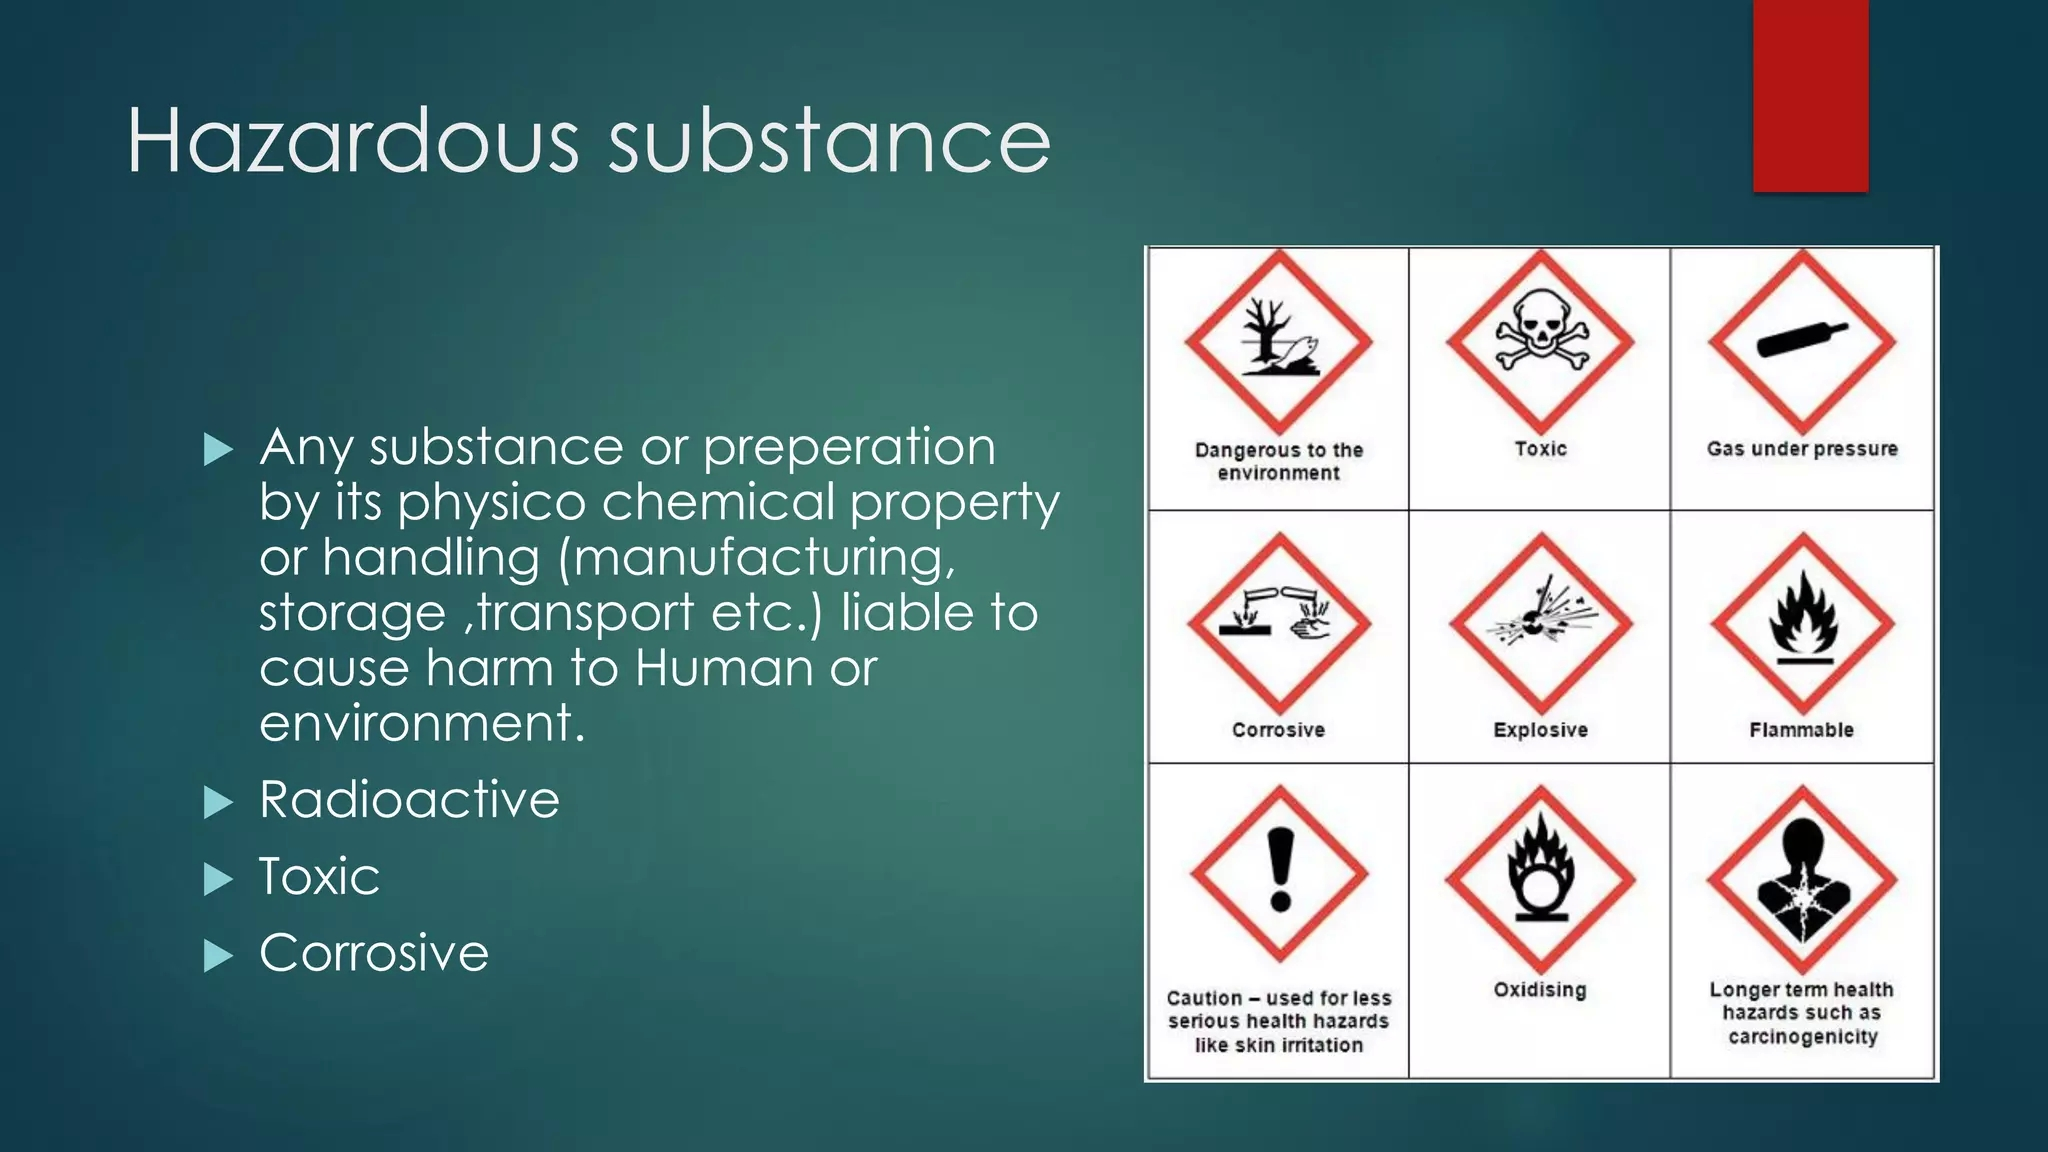 Hazardous substance
Any substance or preperation
by its physico chemical property
or handling (manufacturing,
storage ,transport etc.) liable to
cause harm to Human or
environment.
Radioactive
Toxic
Corrosive
Dangerous to the
environment
Toxic
Gas under pressure
Corrosive
Explosive
Flammable
Caution – used for less
serious health hazards
like skin irritation
Oxidising
Longer term health
hazards such as
carcinogenicity